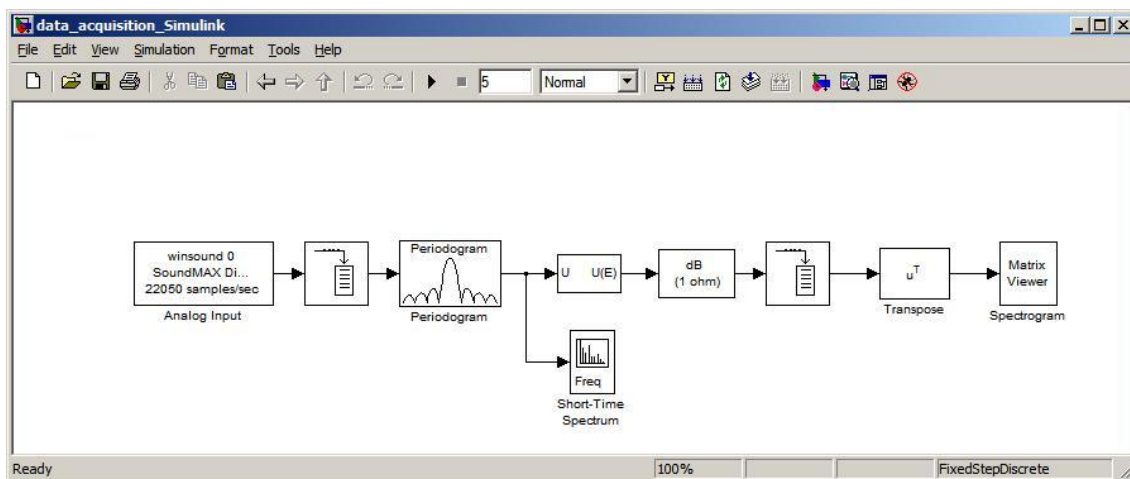 data_acquisition_Simulink
File Edit View Simulation Format Tools Help
5 Normal
winsound 0
SoundMAX Di...
22050 samples/sec
Analog Input
Periodogram
Periodogram
U U(E)
dB
(1 ohm)
uT
Transpose
Matrix
Viewer
Spectrogram
Freq
Short-Time
Spectrum
Ready 100% FixedStepDiscrete